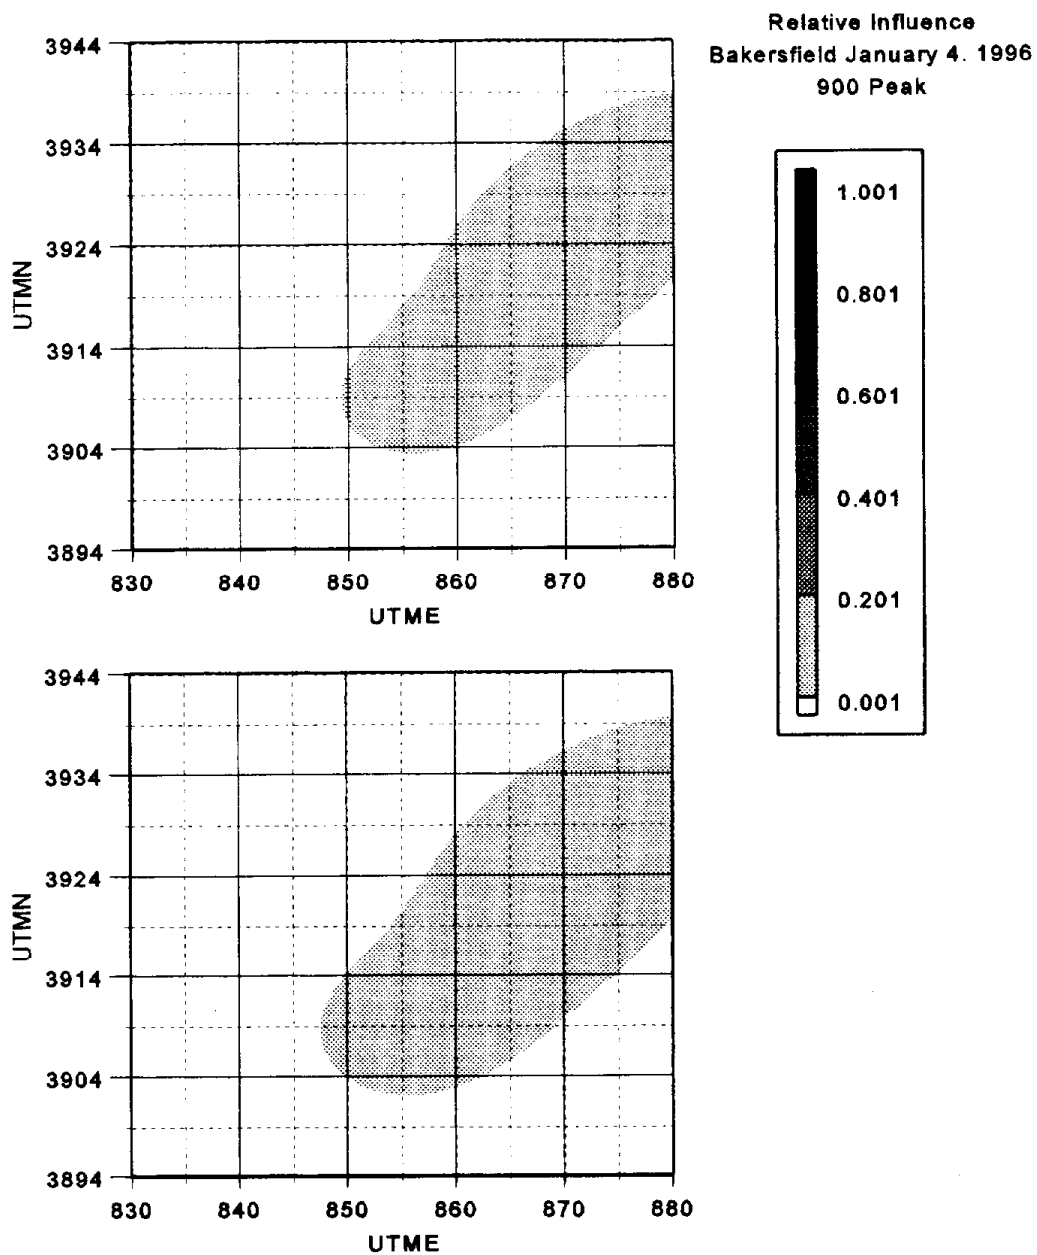 Relative Influence
Bakersfield January 4. 1996
900 Peak
3944
3934
3924
3914
3904
3894
UTMN
830 840 850 860 870 880
UTME
1.001
0.801
0.601
0.401
0.201
0.001
3944
3934
3924
3914
3904
3894
UTMN
830 840 850 860 870 880
UTME